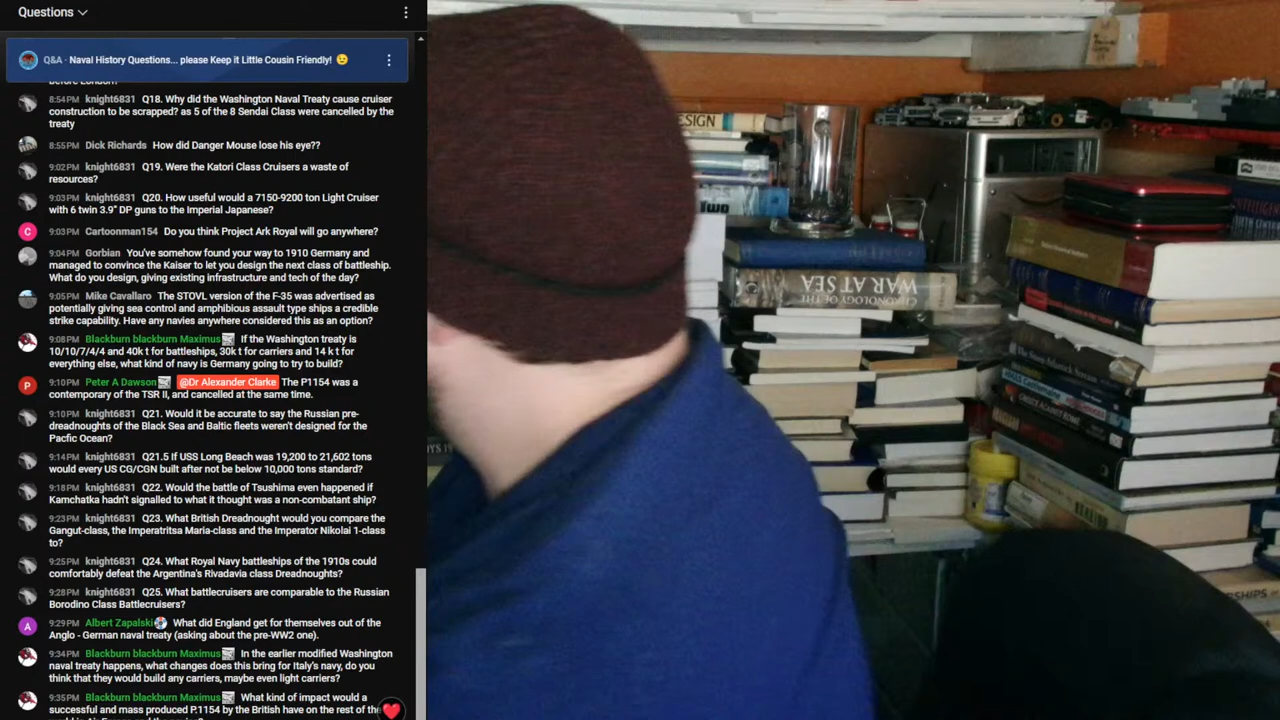 Questions
Q&A · Naval History Questions... please Keep it Little Cousin Friendly! 😉
before London?
8:54PM knight6831 Q18. Why did the Washington Naval Treaty cause cruiser
construction to be scrapped? as 5 of the 8 Sendai Class were cancelled by the
treaty
8:55PM Dick Richards How did Danger Mouse lose his eye??
9:02PM knight6831 Q19. Were the Katori Class Cruisers a waste of
resources?
9:03PM knight6831 Q20. How useful would a 7150-9200 ton Light Cruiser
with 6 twin 3.9" DP guns to the Imperial Japanese?
C
9:03PM Cartoonman154 Do you think Project Ark Royal will go anywhere?
9:04PM Gorbian You've somehow found your way to 1910 Germany and
managed to convince the Kaiser to let you design the next class of battleship.
What do you design, giving existing infrastructure and tech of the day?
9:05PM Mike Cavallaro The STOVL version of the F-35 was advertised as
potentially giving sea control and amphibious assault type ships a credible
strike capability. Have any navies anywhere considered this as an option?
9:08PM Blackburn blackburn Maximus If the Washington treaty is
10/10/7/4/4 and 40k t for battleships, 30k t for carriers and 14 k t for
everything else, what kind of navy is Germany going to try to build?
P
9:10PM Peter A Dawson @Dr Alexander Clarke The P1154 was a
contemporary of the TSR II, and cancelled at the same time.
9:10PM knight6831 Q21. Would it be accurate to say the Russian pre-
dreadnoughts of the Black Sea and Baltic fleets weren't designed for the
Pacfic Ocean?
9:14PM knight6831 Q21.5 If USS Long Beach was 19,200 to 21,602 tons
would every US CG/CGN built after not be below 10,000 tons standard?
9:18PM knight6831 Q22. Would the battle of Tsushima even happened if
Kamchatka hadn't signalled to what it thought was a non-combatant ship?
9:23PM knight6831 Q23. What British Dreadnought would you compare the
Gangut-class, the Imperatritsa Maria-class and the Imperator Nikolai 1-class
to?
9:25PM knight6831 Q24. What Royal Navy battleships of the 1910s could
comfortably defeat the Argentina's Rivadavia class Dreadnoughts?
9:28PM knight6831 Q25. What battlecruisers are comparable to the Russian
Borodino Class Battlecruisers?
A
9:29PM Albert Zapalski What did England get for themselves out of the
Anglo - German naval treaty (asking about the pre-WW2 one).
9:34PM Blackburn blackburn Maximus In the earlier modified Washington
naval treaty happens, what changes does this bring for Italy's navy, do you
think that they would build any carriers, maybe even light carriers?
9:35PM Blackburn blackburn Maximus What kind of impact would a
successful and mass produced P.1154 by the British have on the rest of the
CHRONOLOGY OF THE
WAR AT SEA